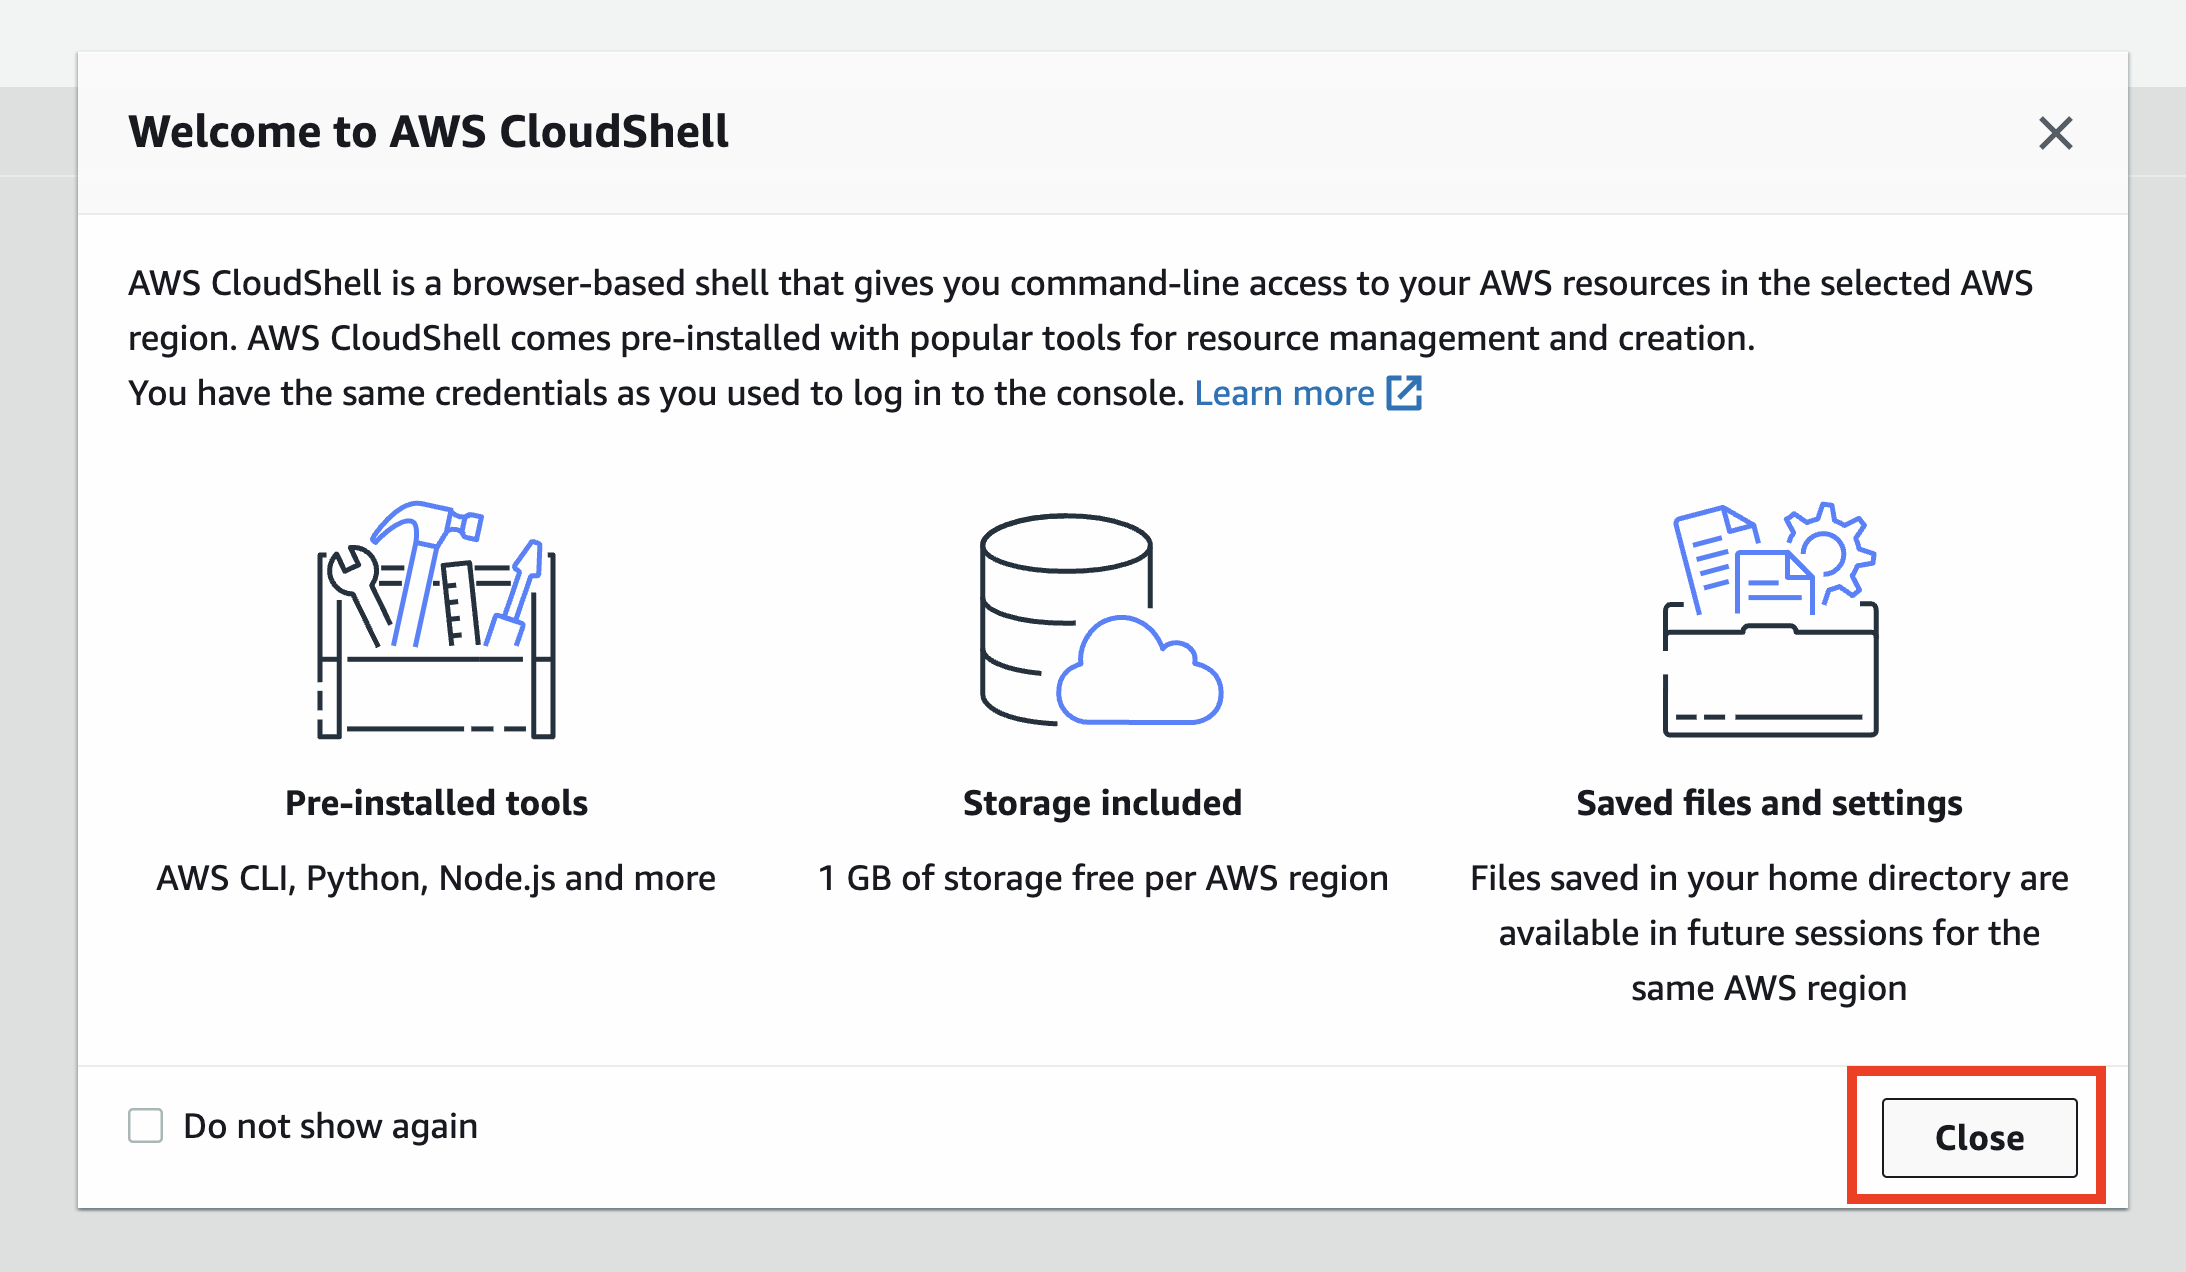 Welcome to AWS CloudShell
AWS CloudShell is a browser-based shell that gives you command-line access to your AWS resources in the selected AWS
region. AWS CloudShell comes pre-installed with popular tools for resource management and creation.
You have the same credentials as you used to log in to the console. Learn more
Pre-installed tools
AWS CLI, Python, Node.js and more
Storage included
1 GB of storage free per AWS region
Saved files and settings
Files saved in your home directory are
available in future sessions for the
same AWS region
Do not show again
Close